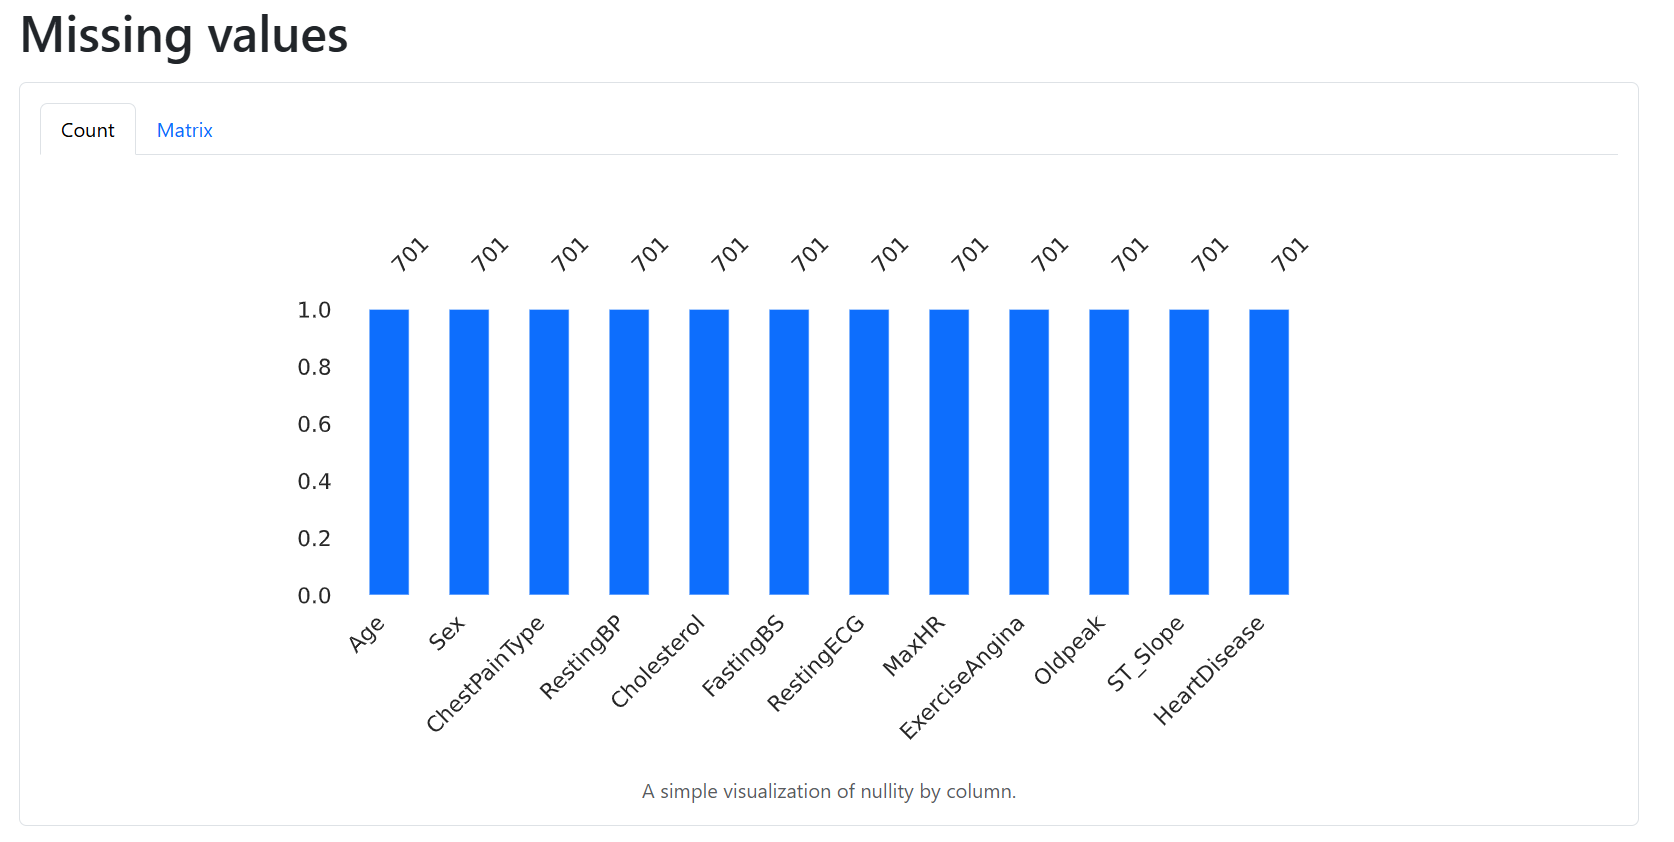 Missing values
Count Matrix
701 701 701 701 701 701 701 701 701 701 701 701
1.0
0.8
0.6
0.4
0.2
0.0
Age Sex ChestPainType RestingBP Cholesterol FastingBS RestingECG MaxHR ExerciseAngina Oldpeak ST_Slope HeartDisease
A simple visualization of nullity by column.